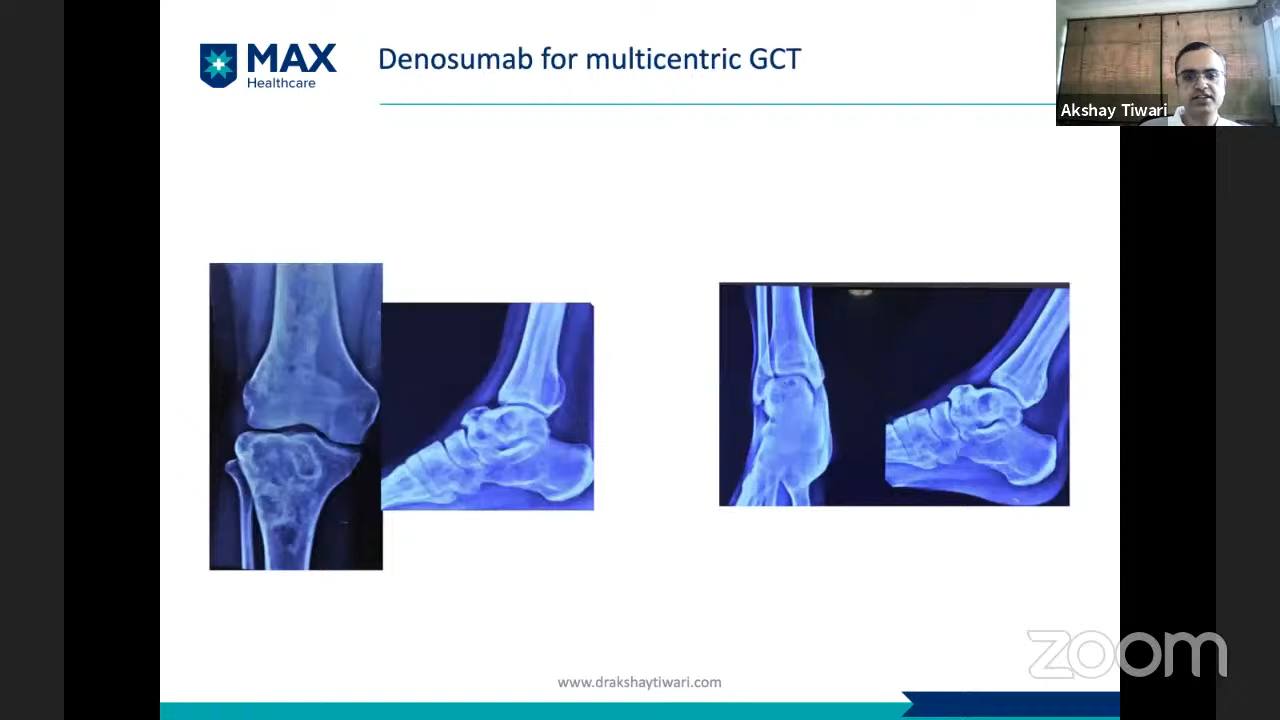 MAX
Healthcare
Denosumab for multicentric GCT
Akshay Tiwari
www.drakshaytiwari.com
zoom